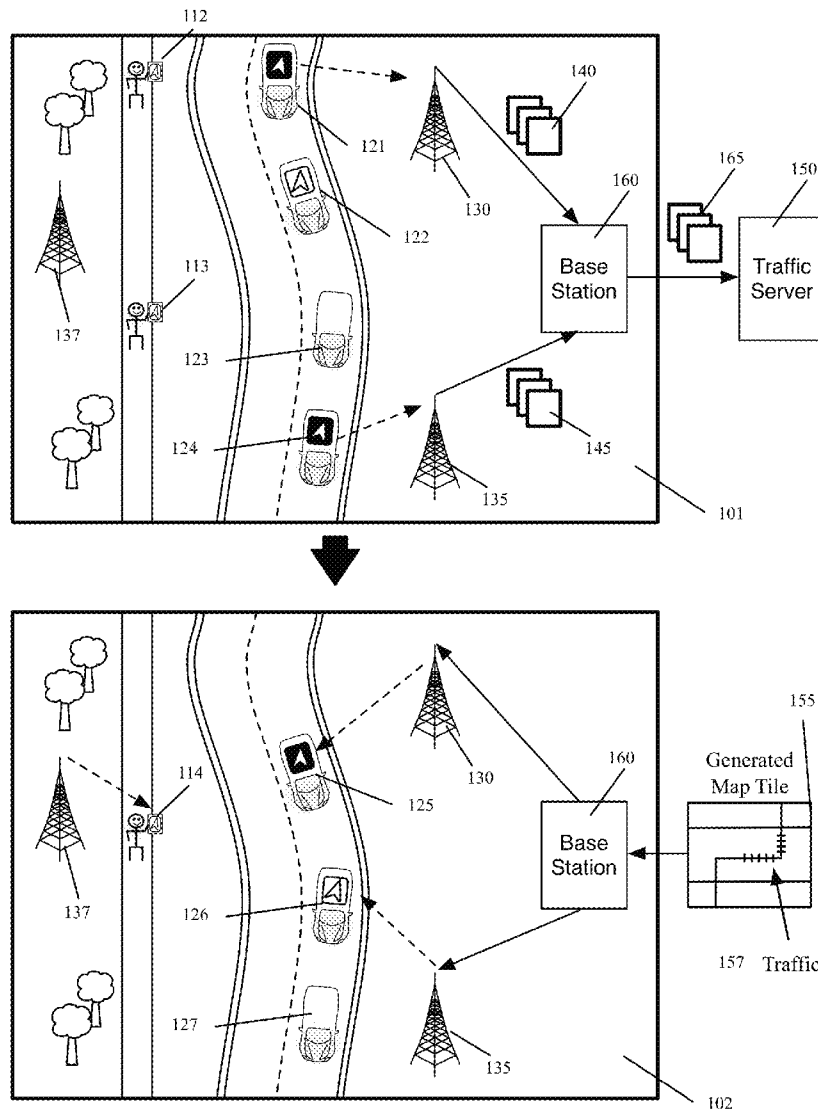 112
140
121
165
150
130
160
122
Base
Station
Traffic
Server
137
113
123
124
145
135
101
155
130
160
Generated
Map Tile
114
125
Base
Station
137
126
157 Traffic
127
135
102